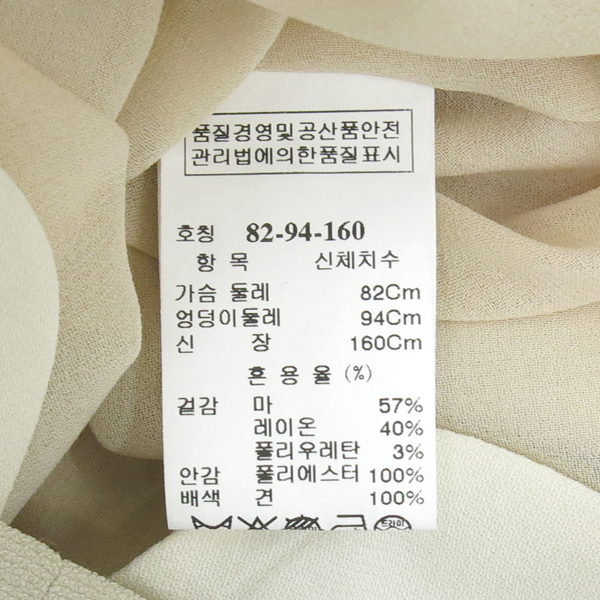 품질경영및공산품안전
관리법에의한품질표시
호칭 82-94-160
항 목 신체치수
가슴 둘레 82Cm
엉덩이둘레 94Cm
신 장 160Cm
혼 용 율 (%)
겉감 마 57%
레이온 40%
폴리우레탄 3%
안감 폴리에스터 100%
배색 견 100%
드라이